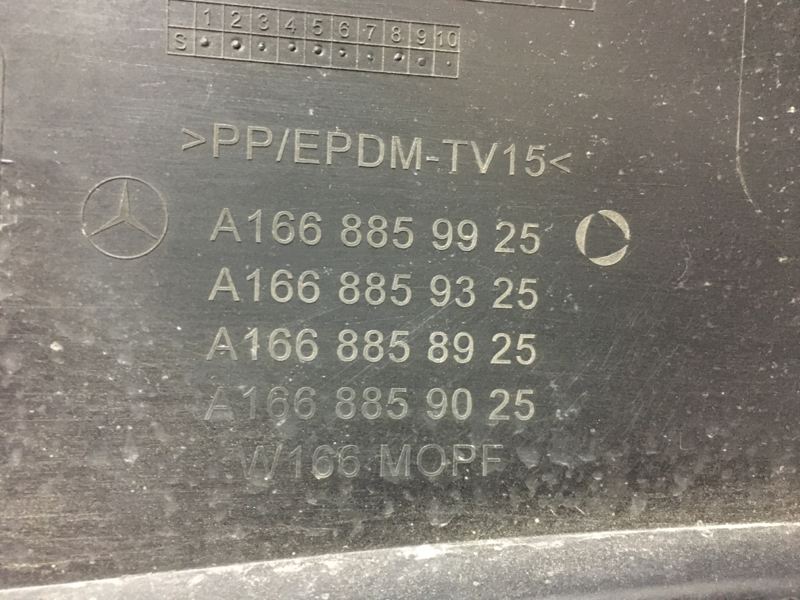 1 2 3 4 5 6 7 8 9 10
S
>PP/EPDM-TV15<
A166 885 99 25
A166 885 93 25
A166 885 89 25
A166 885 90 25
W166 MOPF